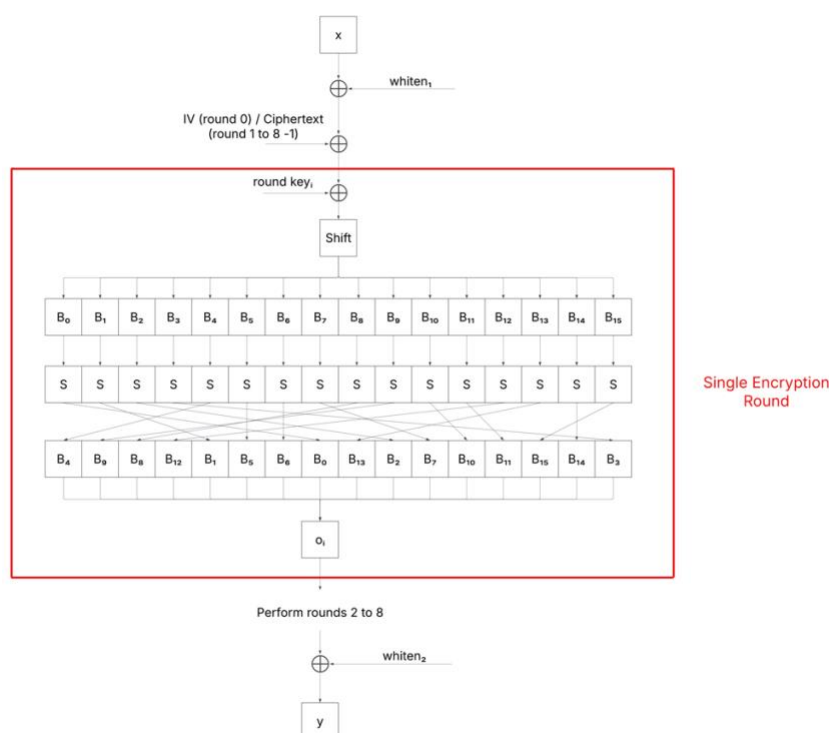 x
whiten₁
IV (round 0) / Ciphertext
(round 1 to 8 -1)
round keyᵢ
Shift
B₀ B₁ B₂ B₃ B₄ B₅ B₆ B₇ B₈ B₉ B₁₀ B₁₁ B₁₂ B₁₃ B₁₄ B₁₅
S S S S S S S S S S S S S S S S
Single Encryption
Round
B₄ B₉ B₈ B₁₂ B₁ B₅ B₆ B₀ B₁₃ B₂ B₇ B₁₀ B₁₁ B₁₅ B₁₄ B₃
oᵢ
Perform rounds 2 to 8
whiten₂
y